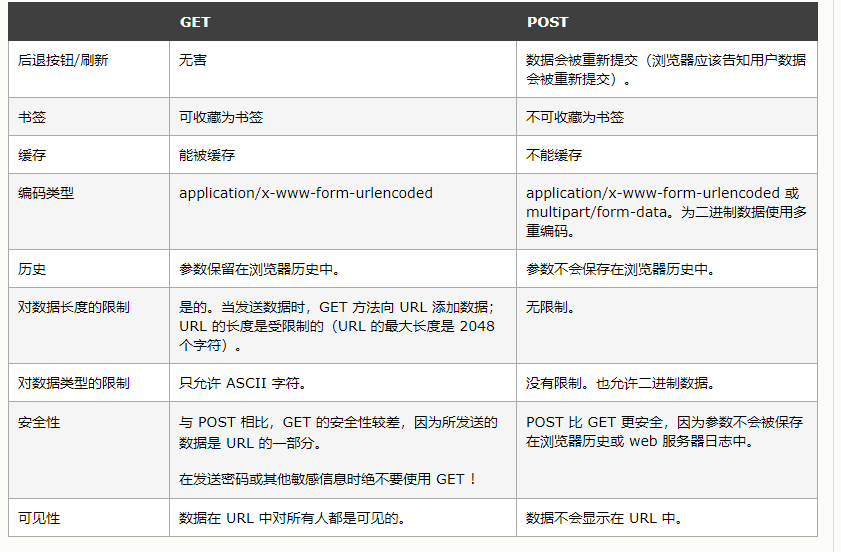 GET POST
后退按钮/刷新 无害 数据会被重新提交（浏览器应该告知用户数据
会被重新提交）。
书签 可收藏为书签 不可收藏为书签
缓存 能被缓存 不能缓存
编码类型 application/x-www-form-urlencoded application/x-www-form-urlencoded 或
multipart/form-data。为二进制数据使用多
重编码。
历史 参数保留在浏览器历史中。 参数不会保存在浏览器历史中。
对数据长度的限制 是的。当发送数据时，GET 方法向 URL 添加数据； 无限制。
URL 的长度是受限制的（URL 的最大长度是 2048
个字符）。
对数据类型的限制 只允许 ASCII 字符。 没有限制。也允许二进制数据。
安全性 与 POST 相比，GET 的安全性较差，因为所发送的 POST 比 GET 更安全，因为参数不会被保存
数据是 URL 的一部分。 在浏览器历史或 web 服务器日志中。
在发送密码或其他敏感信息时绝不要使用 GET ！
可见性 数据在 URL 中对所有人都是可见的。 数据不会显示在 URL 中。